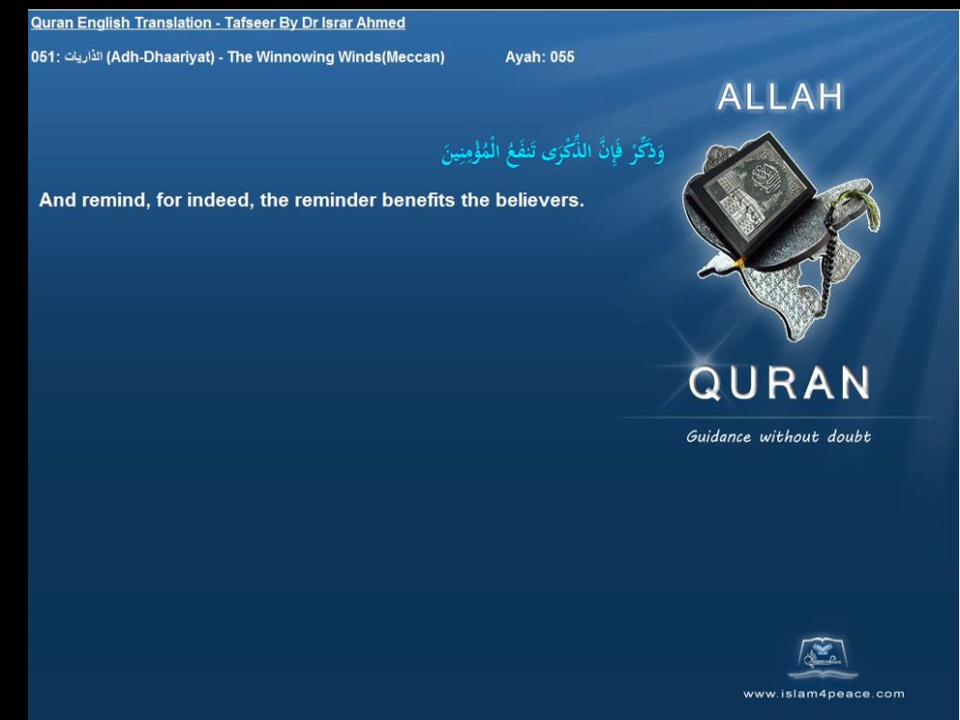 Quran English Translation - Tafseer By Dr Israr Ahmed
051: الذاريات (Adh-Dhaariyat) - The Winnowing Winds(Meccan) Ayah: 055
ALLAH
وَذَكِّرْ فَإِنَّ الذِّكْرَى تَنفَعُ الْمُؤْمِنِينَ
And remind, for indeed, the reminder benefits the believers.
QURAN
Guidance without doubt
www.islam4peace.com